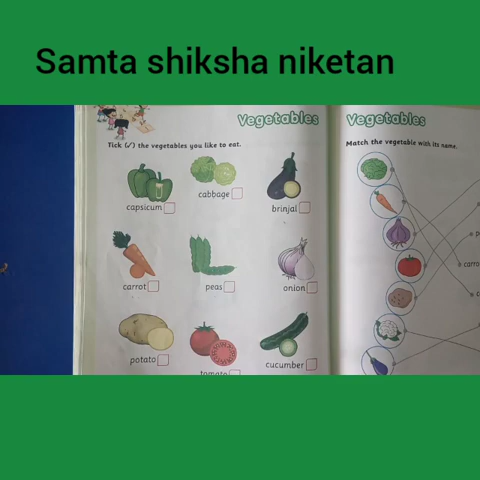 Samta shiksha niketan
Vegetables
Tick (✓) the vegetables you like to eat.
capsicum
cabbage
brinjal
carrot
peas
onion
potato
tomato
cucumber
Vegetables
Match the vegetable with its name.